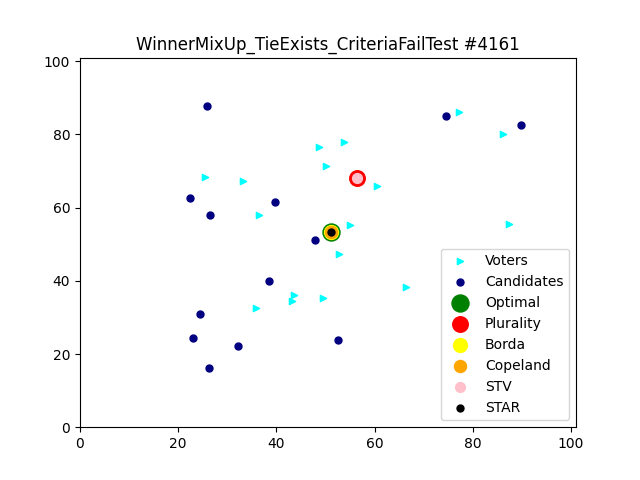 WinnerMixUp_TieExists_CriteriaFailTest #4161
100
80
60
40
20
0
0 20 40 60 80 100
Voters
Candidates
Optimal
Plurality
Borda
Copeland
STV
STAR